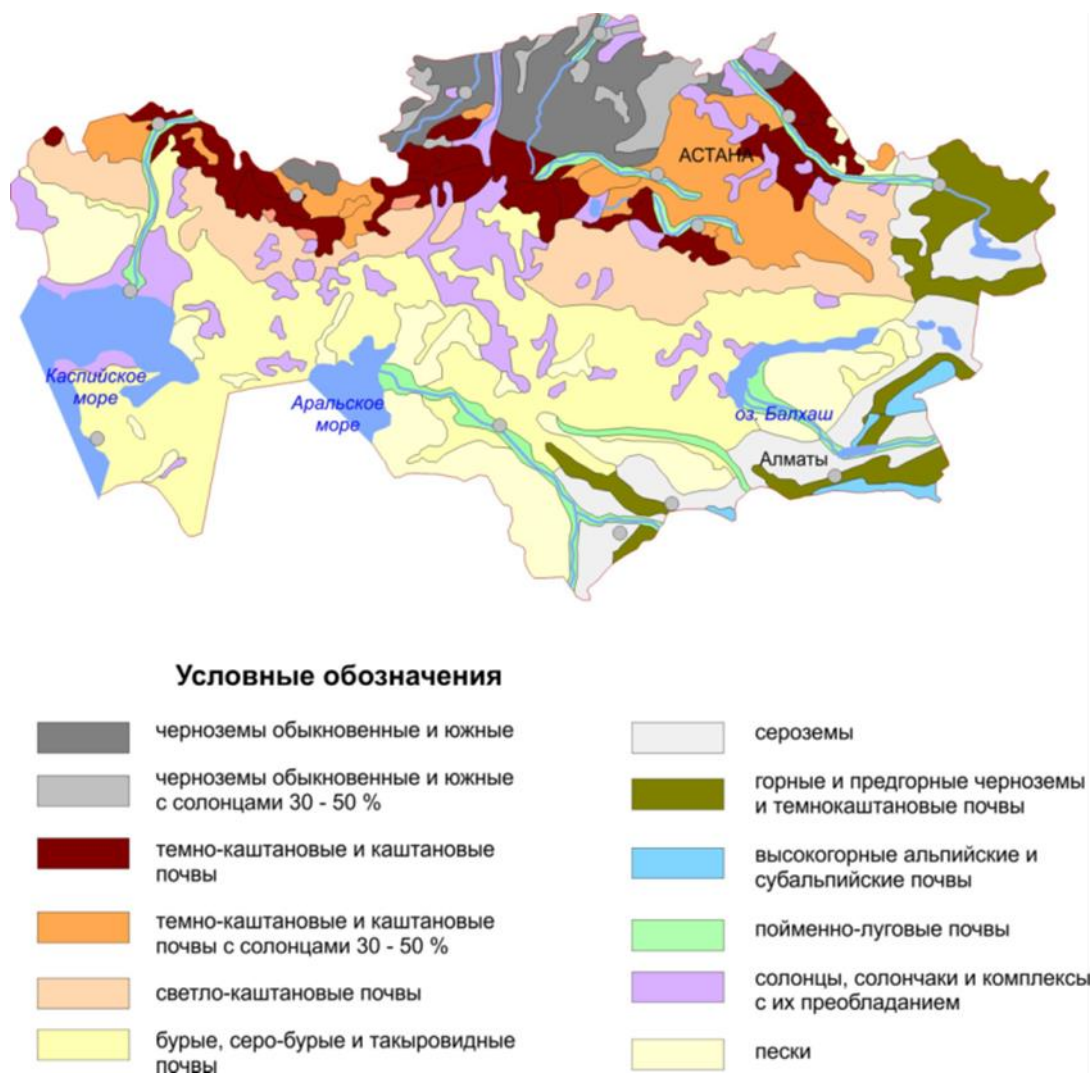 АСТАНА
Каспийское
море
Аральское
море
оз. Балхаш
Алматы
Условные обозначения
черноземы обыкновенные и южные
черноземы обыкновенные и южные
с солонцами 30 - 50 %
темно-каштановые и каштановые
почвы
темно-каштановые и каштановые
почвы с солонцами 30 - 50 %
светло-каштановые почвы
бурые, серо-бурые и такыровидные
почвы
сероземы
горные и предгорные черноземы
и темнокаштановые почвы
высокогорные альпийские и
субальпийские почвы
пойменно-луговые почвы
солонцы, солончаки и комплексы
с их преобладанием
пески